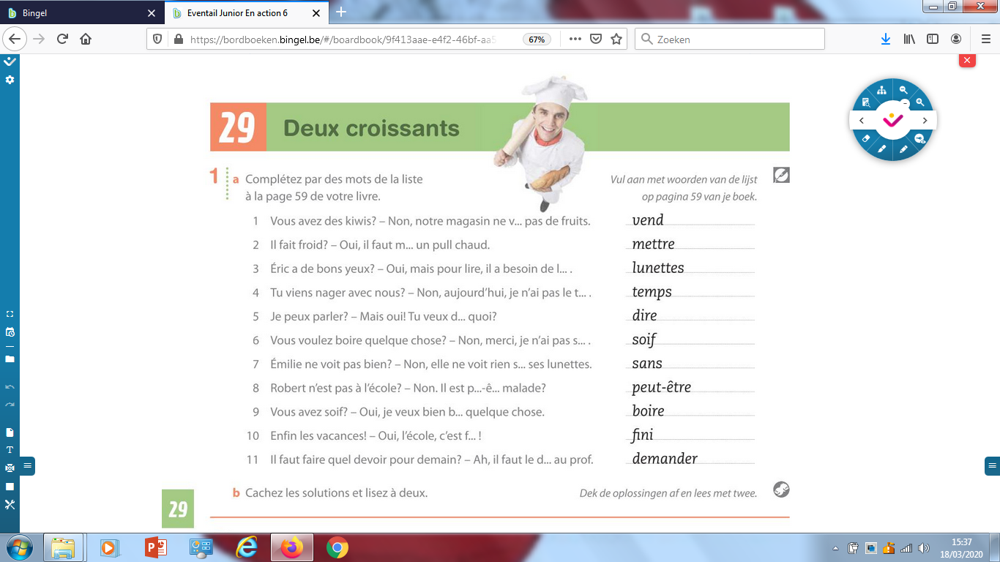 Bingel
Eventail Junior En action 6
https://bordboeken.bingel.be/#/boardbook/9f413aae-e4f2-46bf-aa5
67%
Zoeken
29 Deux croissants
1 a Complétez par des mots de la liste
à la page 59 de votre livre.
Vul aan met woorden van de lijst
op pagina 59 van je boek.
1 Vous avez des kiwis? – Non, notre magasin ne v... pas de fruits. vend
2 Il fait froid? – Oui, il faut m... un pull chaud. mettre
3 Éric a de bons yeux? – Oui, mais pour lire, il a besoin de l... . lunettes
4 Tu viens nager avec nous? – Non, aujourd’hui, je n’ai pas le t... . temps
5 Je peux parler? – Mais oui! Tu veux d... quoi? dire
6 Vous voulez boire quelque chose? – Non, merci, je n’ai pas s... . soif
7 Émilie ne voit pas bien? – Non, elle ne voit rien s... ses lunettes. sans
8 Robert n’est pas à l’école? – Non. Il est p...-ê... malade? peut-être
9 Vous avez soif? – Oui, je veux bien b... quelque chose. boire
10 Enfin les vacances! – Oui, l’école, c’est f... ! fini
11 Il faut faire quel devoir pour demain? – Ah, il faut le d... au prof. demander
b Cachez les solutions et lisez à deux. Dek de oplossingen af en lees met twee.
29
15:37
18/03/2020